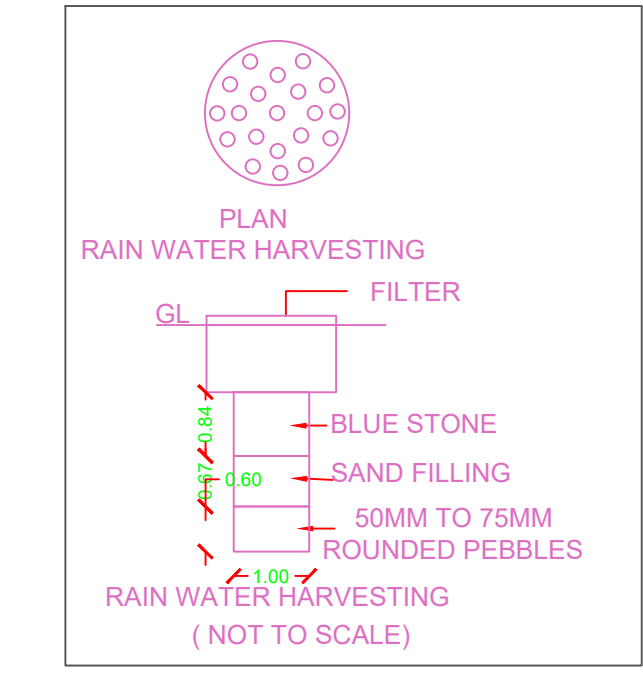 PLAN
RAIN WATER HARVESTING
FILTER
GL
0.84
BLUE STONE
0.67
0.60
SAND FILLING
50MM TO 75MM
ROUNDED PEBBLES
1.00
RAIN WATER HARVESTING
( NOT TO SCALE)